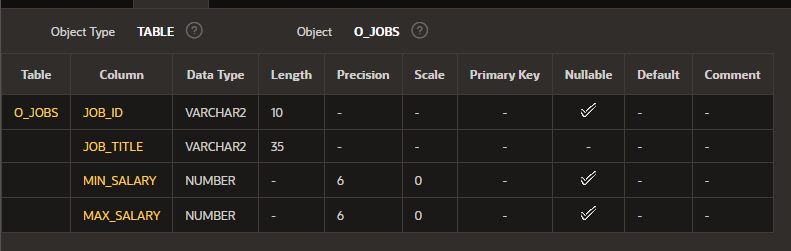 Object Type TABLE ? Object O_JOBS ?
Table Column Data Type Length Precision Scale Primary Key Nullable Default Comment
O_JOBS JOB_ID VARCHAR2 10 - - - ✓ - -
JOB_TITLE VARCHAR2 35 - - - - - -
MIN_SALARY NUMBER - 6 0 - ✓ - -
MAX_SALARY NUMBER - 6 0 - ✓ - -